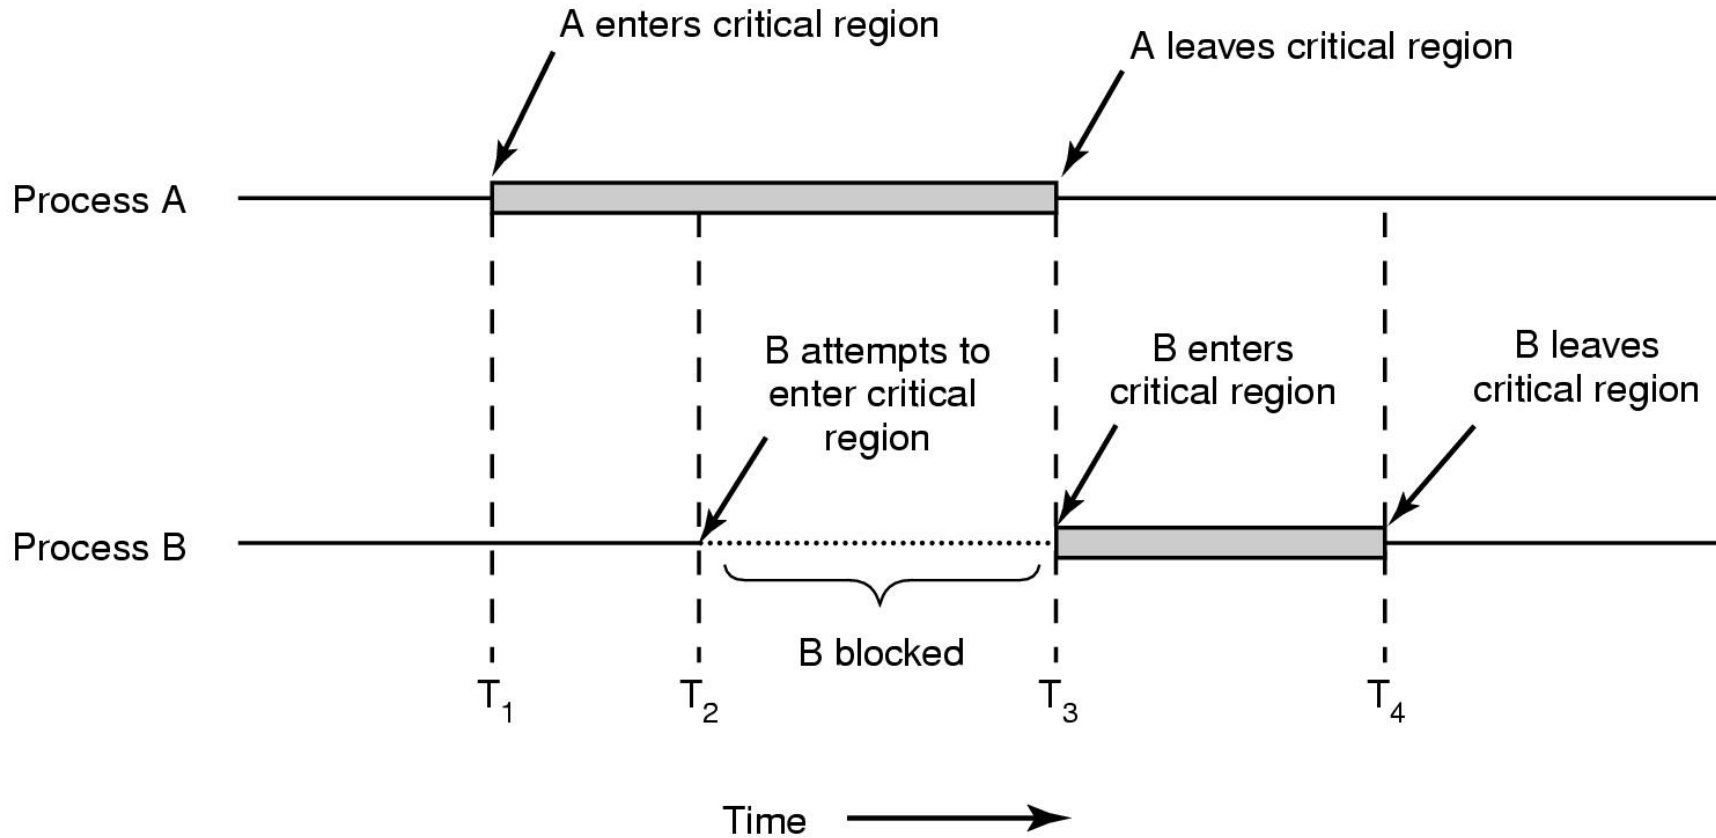 A enters critical region
A leaves critical region
Process A
B attempts to
enter critical
region
B enters
critical region
B leaves
critical region
Process B
B blocked
T1
T2
T3
T4
Time